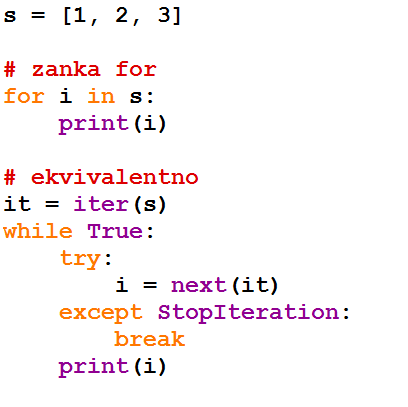 s = [1, 2, 3]

# zanka for
for i in s:
    print(i)

# ekvivalentno
it = iter(s)
while True:
    try:
        i = next(it)
    except StopIteration:
        break
    print(i)